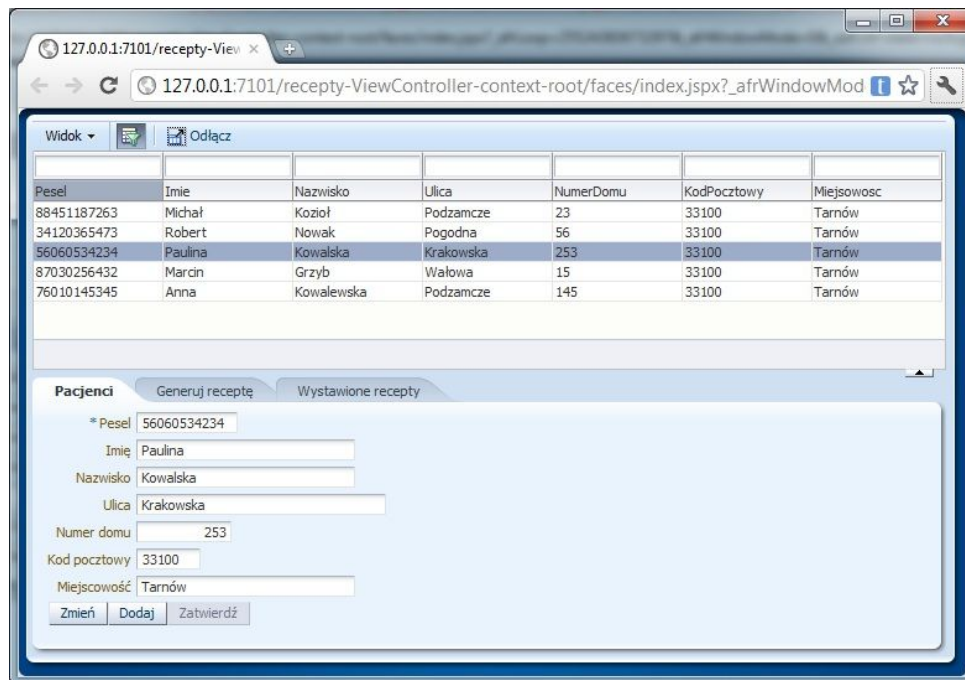 127.0.0.1:7101/recepty-View
127.0.0.1:7101/recepty-ViewController-context-root/faces/index.jspx?_afrWindowMod t
Widok Odłącz
Pesel Imie Nazwisko Ulica NumerDomu KodPocztowy Miejsowosc
88451187263 Michał Kozioł Podzamcze 23 33100 Tarnów
34120365473 Robert Nowak Pogodna 56 33100 Tarnów
56060534234 Paulina Kowalska Krakowska 253 33100 Tarnów
87030256432 Marcin Grzyb Wałowa 15 33100 Tarnów
76010145345 Anna Kowalewska Podzamcze 145 33100 Tarnów
Pacjenci Generuj receptę Wystawione recepty
* Pesel 56060534234
Imię Paulina
Nazwisko Kowalska
Ulica Krakowska
Numer domu 253
Kod pocztowy 33100
Miejscowość Tarnów
Zmień Dodaj Zatwierdź